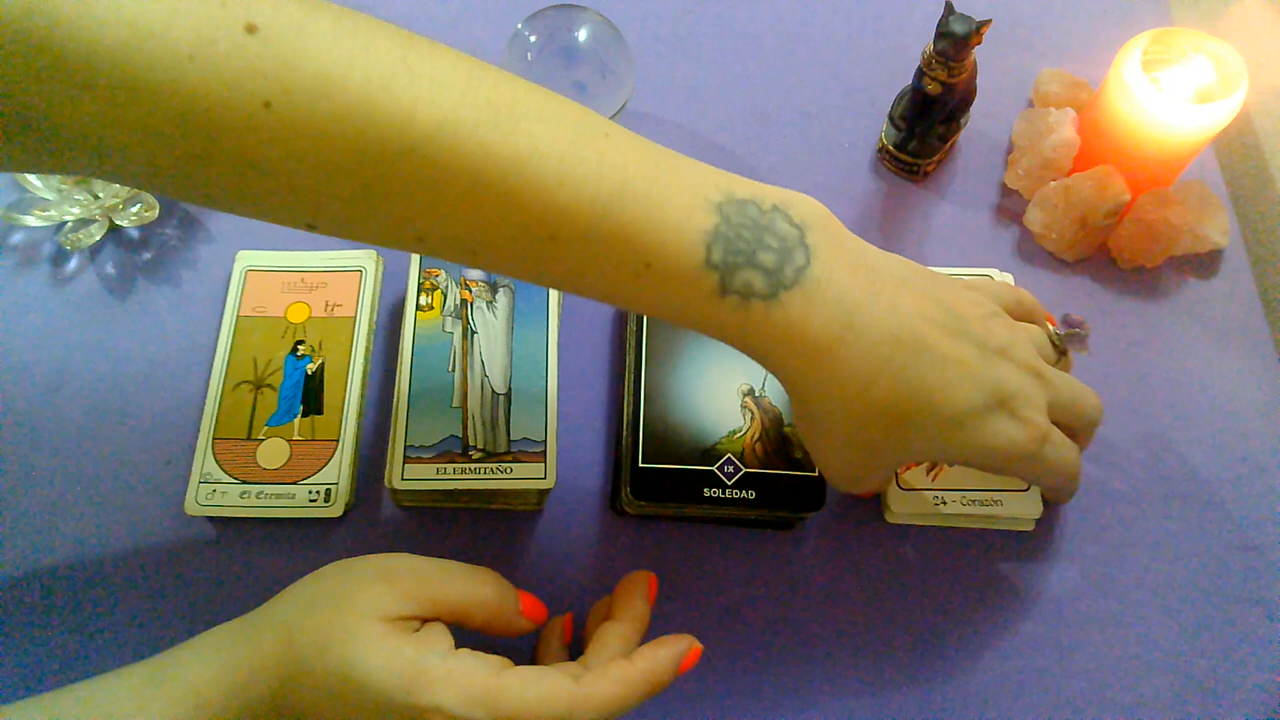 El Eremita
EL ERMITAÑO
IX
SOLEDAD
24 - Corazón